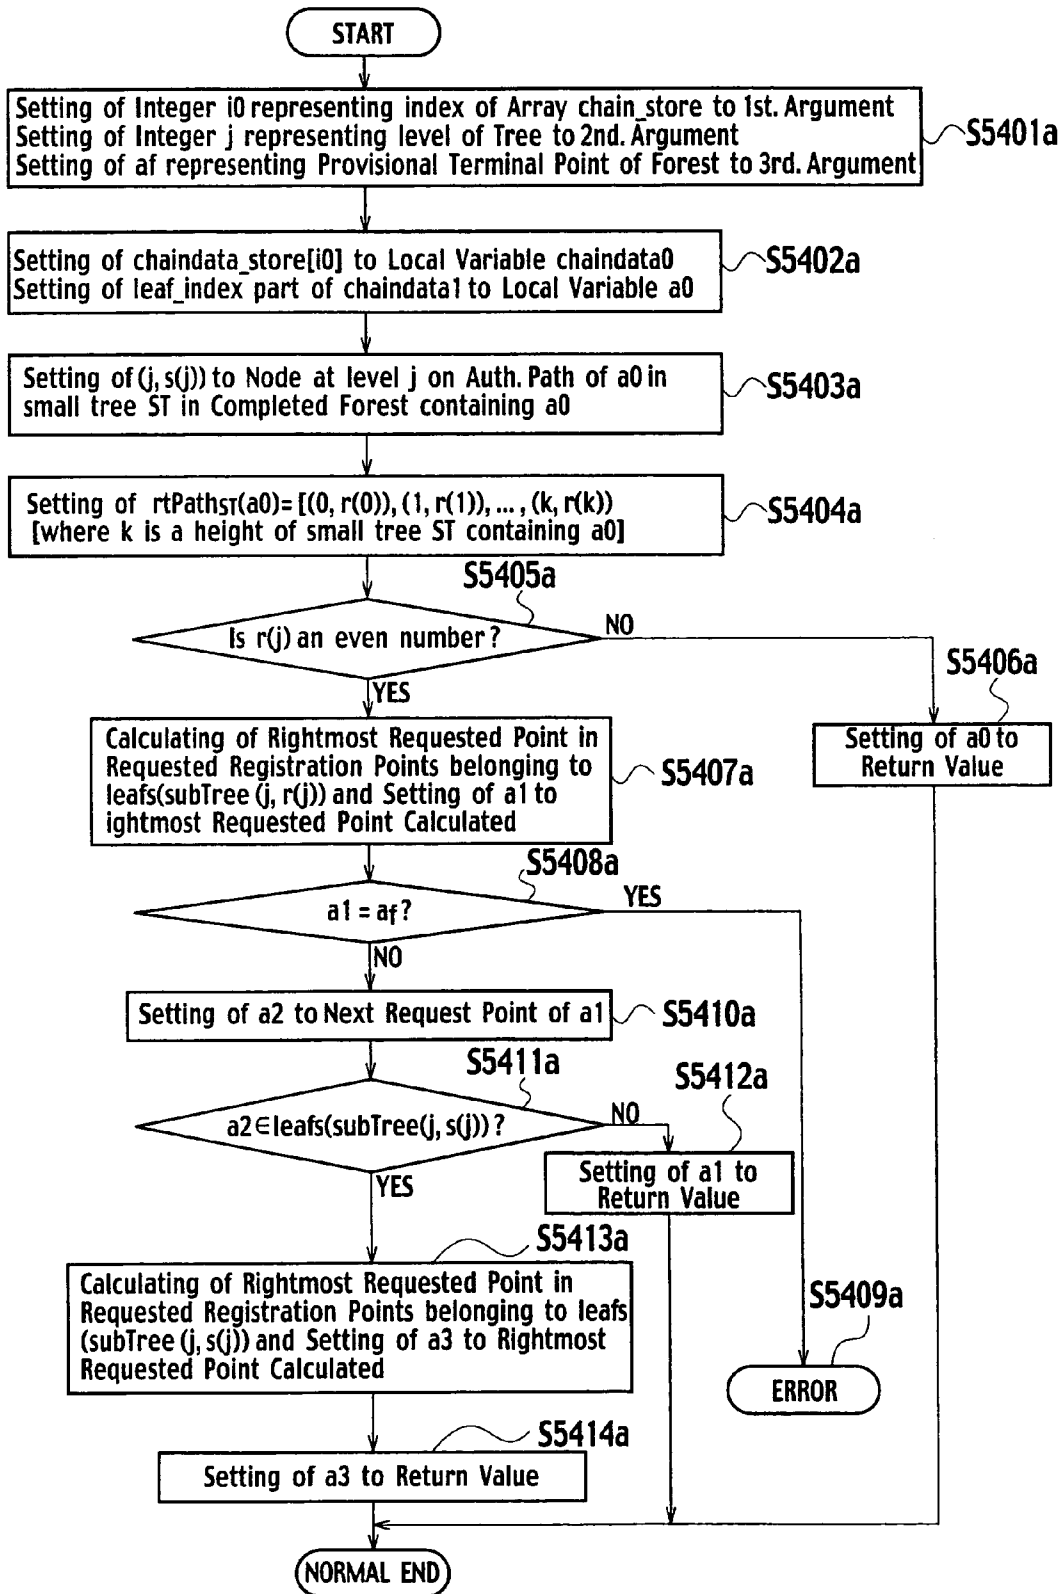 START
Setting of Integer i0 representing index of Array chain_store to 1st. Argument
Setting of Integer j representing level of Tree to 2nd. Argument
Setting of af representing Provisional Terminal Point of Forest to 3rd. Argument
S5401a
Setting of chaindata_store[i0] to Local Variable chaindata0
Setting of leaf_index part of chaindata1 to Local Variable a0
S5402a
Setting of (j, s(j)) to Node at level j on Auth. Path of a0 in
small tree ST in Completed Forest containing a0
S5403a
Setting of rtPathST(a0)= [(0, r(0)), (1, r(1)), ... , (k, r(k))
[where k is a height of small tree ST containing a0]
S5404a
S5405a
Is r(j) an even number?
NO
YES
S5406a
Setting of a0 to
Return Value
Calculating of Rightmost Requested Point in
Requested Registration Points belonging to
leafs(subTree (j, r(j)) and Setting of a1 to
ightmost Requested Point Calculated
S5407a
S5408a
a1 = af?
YES
NO
Setting of a2 to Next Request Point of a1
S5410a
S5411a
a2∈leafs(subTree(j, s(j))?
NO
YES
S5412a
Setting of a1 to
Return Value
S5413a
Calculating of Rightmost Requested Point in
Requested Registration Points belonging to leafs
(subTree (j, s(j)) and Setting of a3 to Rightmost
Requested Point Calculated
S5409a
ERROR
S5414a
Setting of a3 to Return Value
NORMAL END